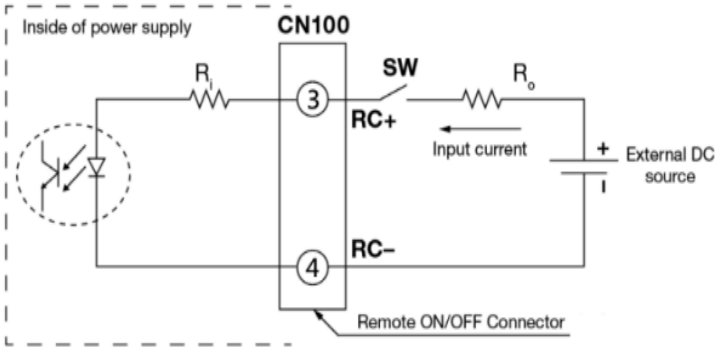 Inside of power supply
CN100
Ri
3
SW
Ro
RC+
Input current
+
External DC
source
RC−
4
Remote ON/OFF Connector